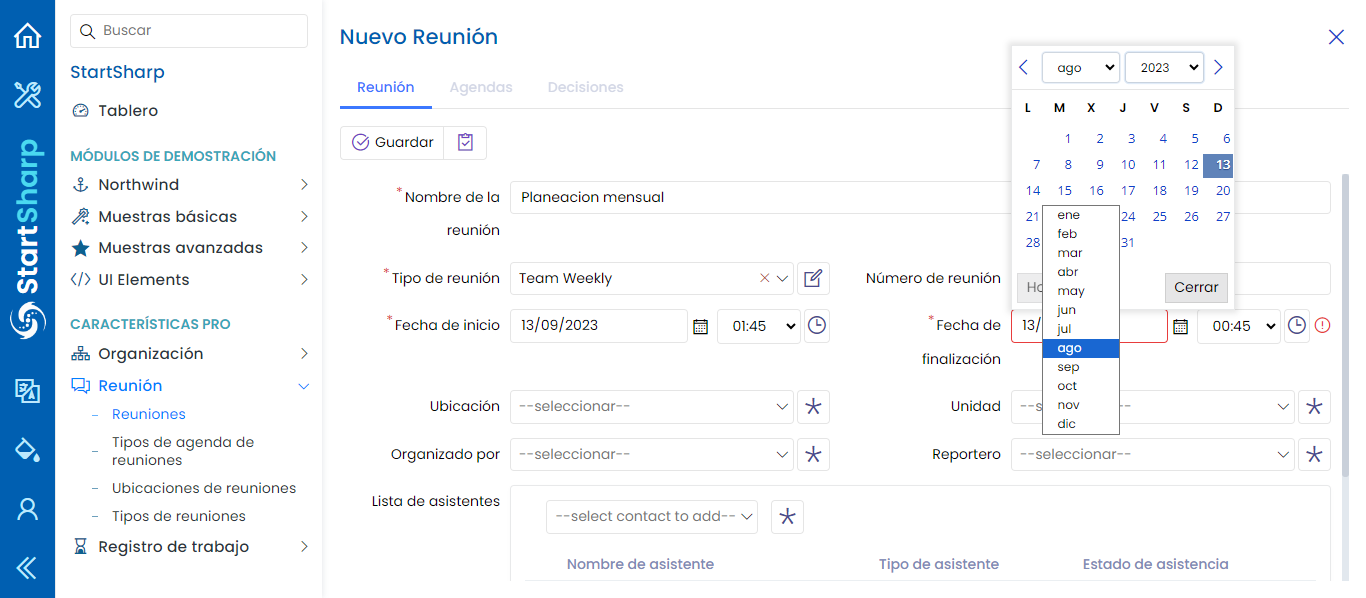 StartSharp
Buscar
StartSharp
Tablero
MÓDULOS DE DEMOSTRACIÓN
Northwind
Muestras básicas
Muestras avanzadas
UI Elements
CARACTERÍSTICAS PRO
Organización
Reunión
Reuniones
Tipos de agenda de
reuniones
Ubicaciones de reuniones
Tipos de reuniones
Registro de trabajo
Nuevo Reunión
Reunión Agendas Decisiones
Guardar
*Nombre de la
reunión
Planeacion mensual
*Tipo de reunión
Team Weekly
Número de reunión
*Fecha de inicio
13/09/2023
01:45
*Fecha de
finalización
13/
00:45
Ubicación
--seleccionar--
Unidad
Organizado por
--seleccionar--
Reportero
--seleccionar--
Lista de asistentes
--select contact to add--
Nombre de asistente Tipo de asistente Estado de asistencia
ago 2023
L M X J V S D
1 2 3 4 5 6
7 8 9 10 11 12 13
14 15 16 17 18 19 20
21 24 25 26 27
28 31
Cerrar
ene
feb
mar
abr
may
jun
jul
ago
sep
oct
nov
dic